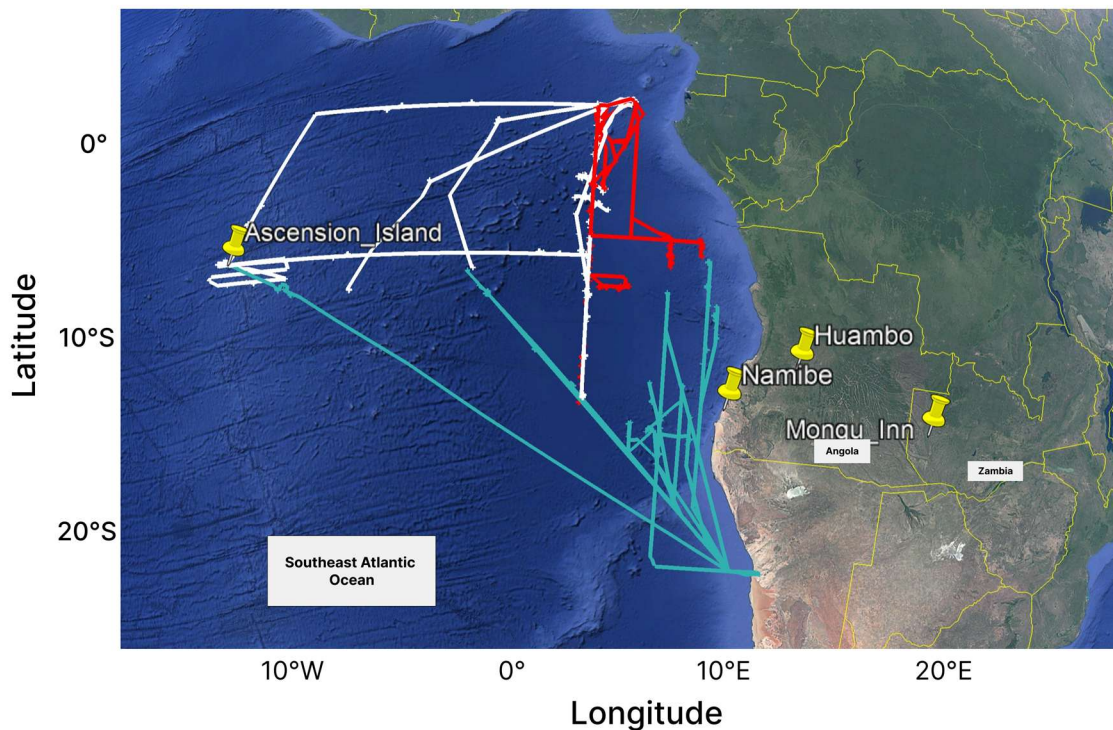 Latitude
0°
10°S
20°S
Ascension_Island
Huambo
Namibe
Mongu_Inn
Angola
Zambia
Southeast Atlantic
Ocean
10°W
0°
10°E
20°E
Longitude